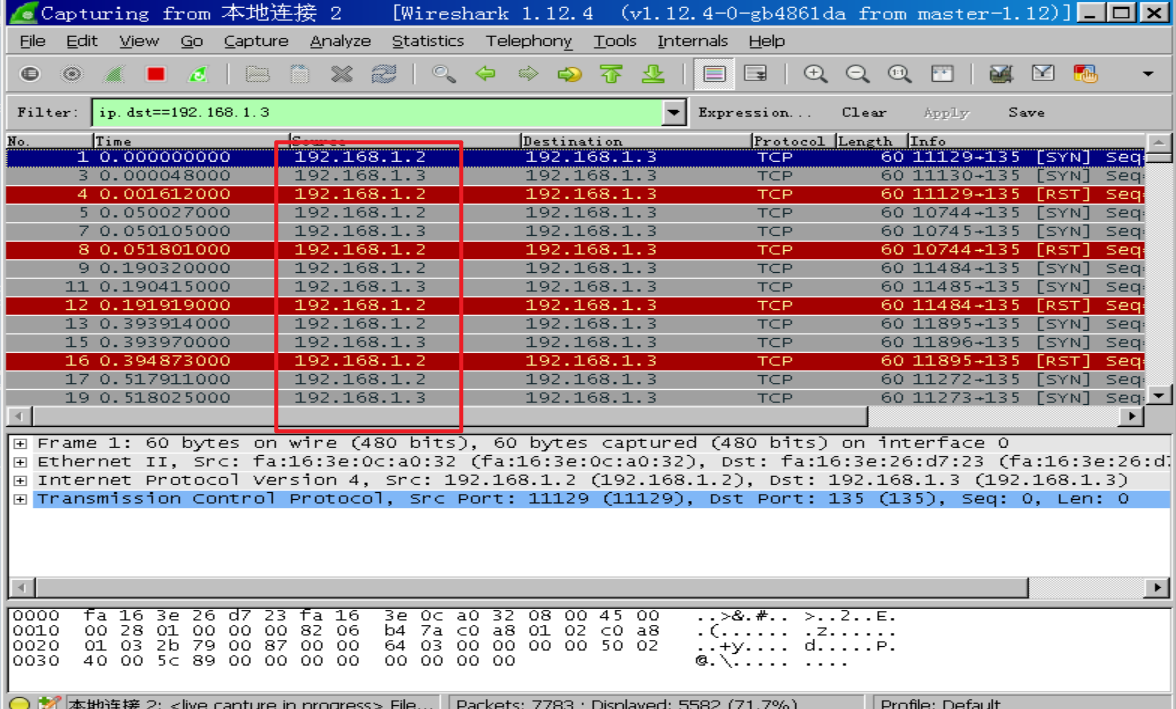 Capturing from 本地连接 2 [Wireshark 1.12.4 (v1.12.4-0-gb4861da from master-1.12)]
File Edit View Go Capture Analyze Statistics Telephony Tools Internals Help
Filter: ip.dst==192.168.1.3 Expression... Clear Apply Save
No. Time Source Destination Protocol Length Info
1 0.000000000 192.168.1.2 192.168.1.3 TCP 60 11129→135 [SYN] Seq=
3 0.000048000 192.168.1.3 192.168.1.3 TCP 60 11130→135 [SYN] Seq=
4 0.001612000 192.168.1.2 192.168.1.3 TCP 60 11129→135 [RST] Seq=
5 0.050027000 192.168.1.2 192.168.1.3 TCP 60 10744→135 [SYN] Seq=
7 0.050105000 192.168.1.3 192.168.1.3 TCP 60 10745→135 [SYN] Seq=
8 0.051801000 192.168.1.2 192.168.1.3 TCP 60 10744→135 [RST] Seq=
9 0.190320000 192.168.1.2 192.168.1.3 TCP 60 11484→135 [SYN] Seq=
11 0.190415000 192.168.1.3 192.168.1.3 TCP 60 11485→135 [SYN] Seq=
12 0.191919000 192.168.1.2 192.168.1.3 TCP 60 11484→135 [RST] Seq=
13 0.393914000 192.168.1.2 192.168.1.3 TCP 60 11895→135 [SYN] Seq=
15 0.393970000 192.168.1.3 192.168.1.3 TCP 60 11896→135 [SYN] Seq=
16 0.394873000 192.168.1.2 192.168.1.3 TCP 60 11895→135 [RST] Seq=
17 0.517911000 192.168.1.2 192.168.1.3 TCP 60 11272→135 [SYN] Seq=
19 0.518025000 192.168.1.3 192.168.1.3 TCP 60 11273→135 [SYN] Seq=
Frame 1: 60 bytes on wire (480 bits), 60 bytes captured (480 bits) on interface 0
Ethernet II, Src: fa:16:3e:0c:a0:32 (fa:16:3e:0c:a0:32), Dst: fa:16:3e:26:d7:23 (fa:16:3e:26:d
Internet Protocol Version 4, Src: 192.168.1.2 (192.168.1.2), Dst: 192.168.1.3 (192.168.1.3)
Transmission Control Protocol, Src Port: 11129 (11129), Dst Port: 135 (135), Seq: 0, Len: 0
0000 fa 16 3e 26 d7 23 fa 16 3e 0c a0 32 08 00 45 00 ..>&.#.. >..2..E.
0010 00 28 01 00 00 00 82 06 b4 7a c0 a8 01 02 c0 a8 .(...... .z......
0020 01 03 2b 79 00 87 00 00 64 03 00 00 00 00 50 02 ..+y.... d.....P.
0030 40 00 5c 89 00 00 00 00 00 00 00 00 @.\..... ....
本地连接 2: <live capture in progress> File... Packets: 7783 · Displayed: 5582 (71.7%) Profile: Default